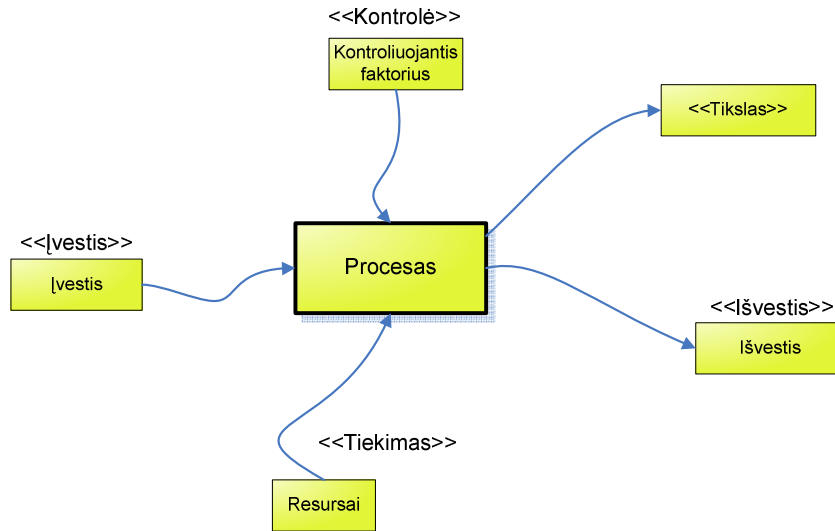 <<Kontrolė>>
Kontroliuojantis
faktorius
<<Tikslas>>
<<Įvestis>>
Įvestis
Procesas
<<Išvestis>>
Išvestis
<<Tiekimas>>
Resursai